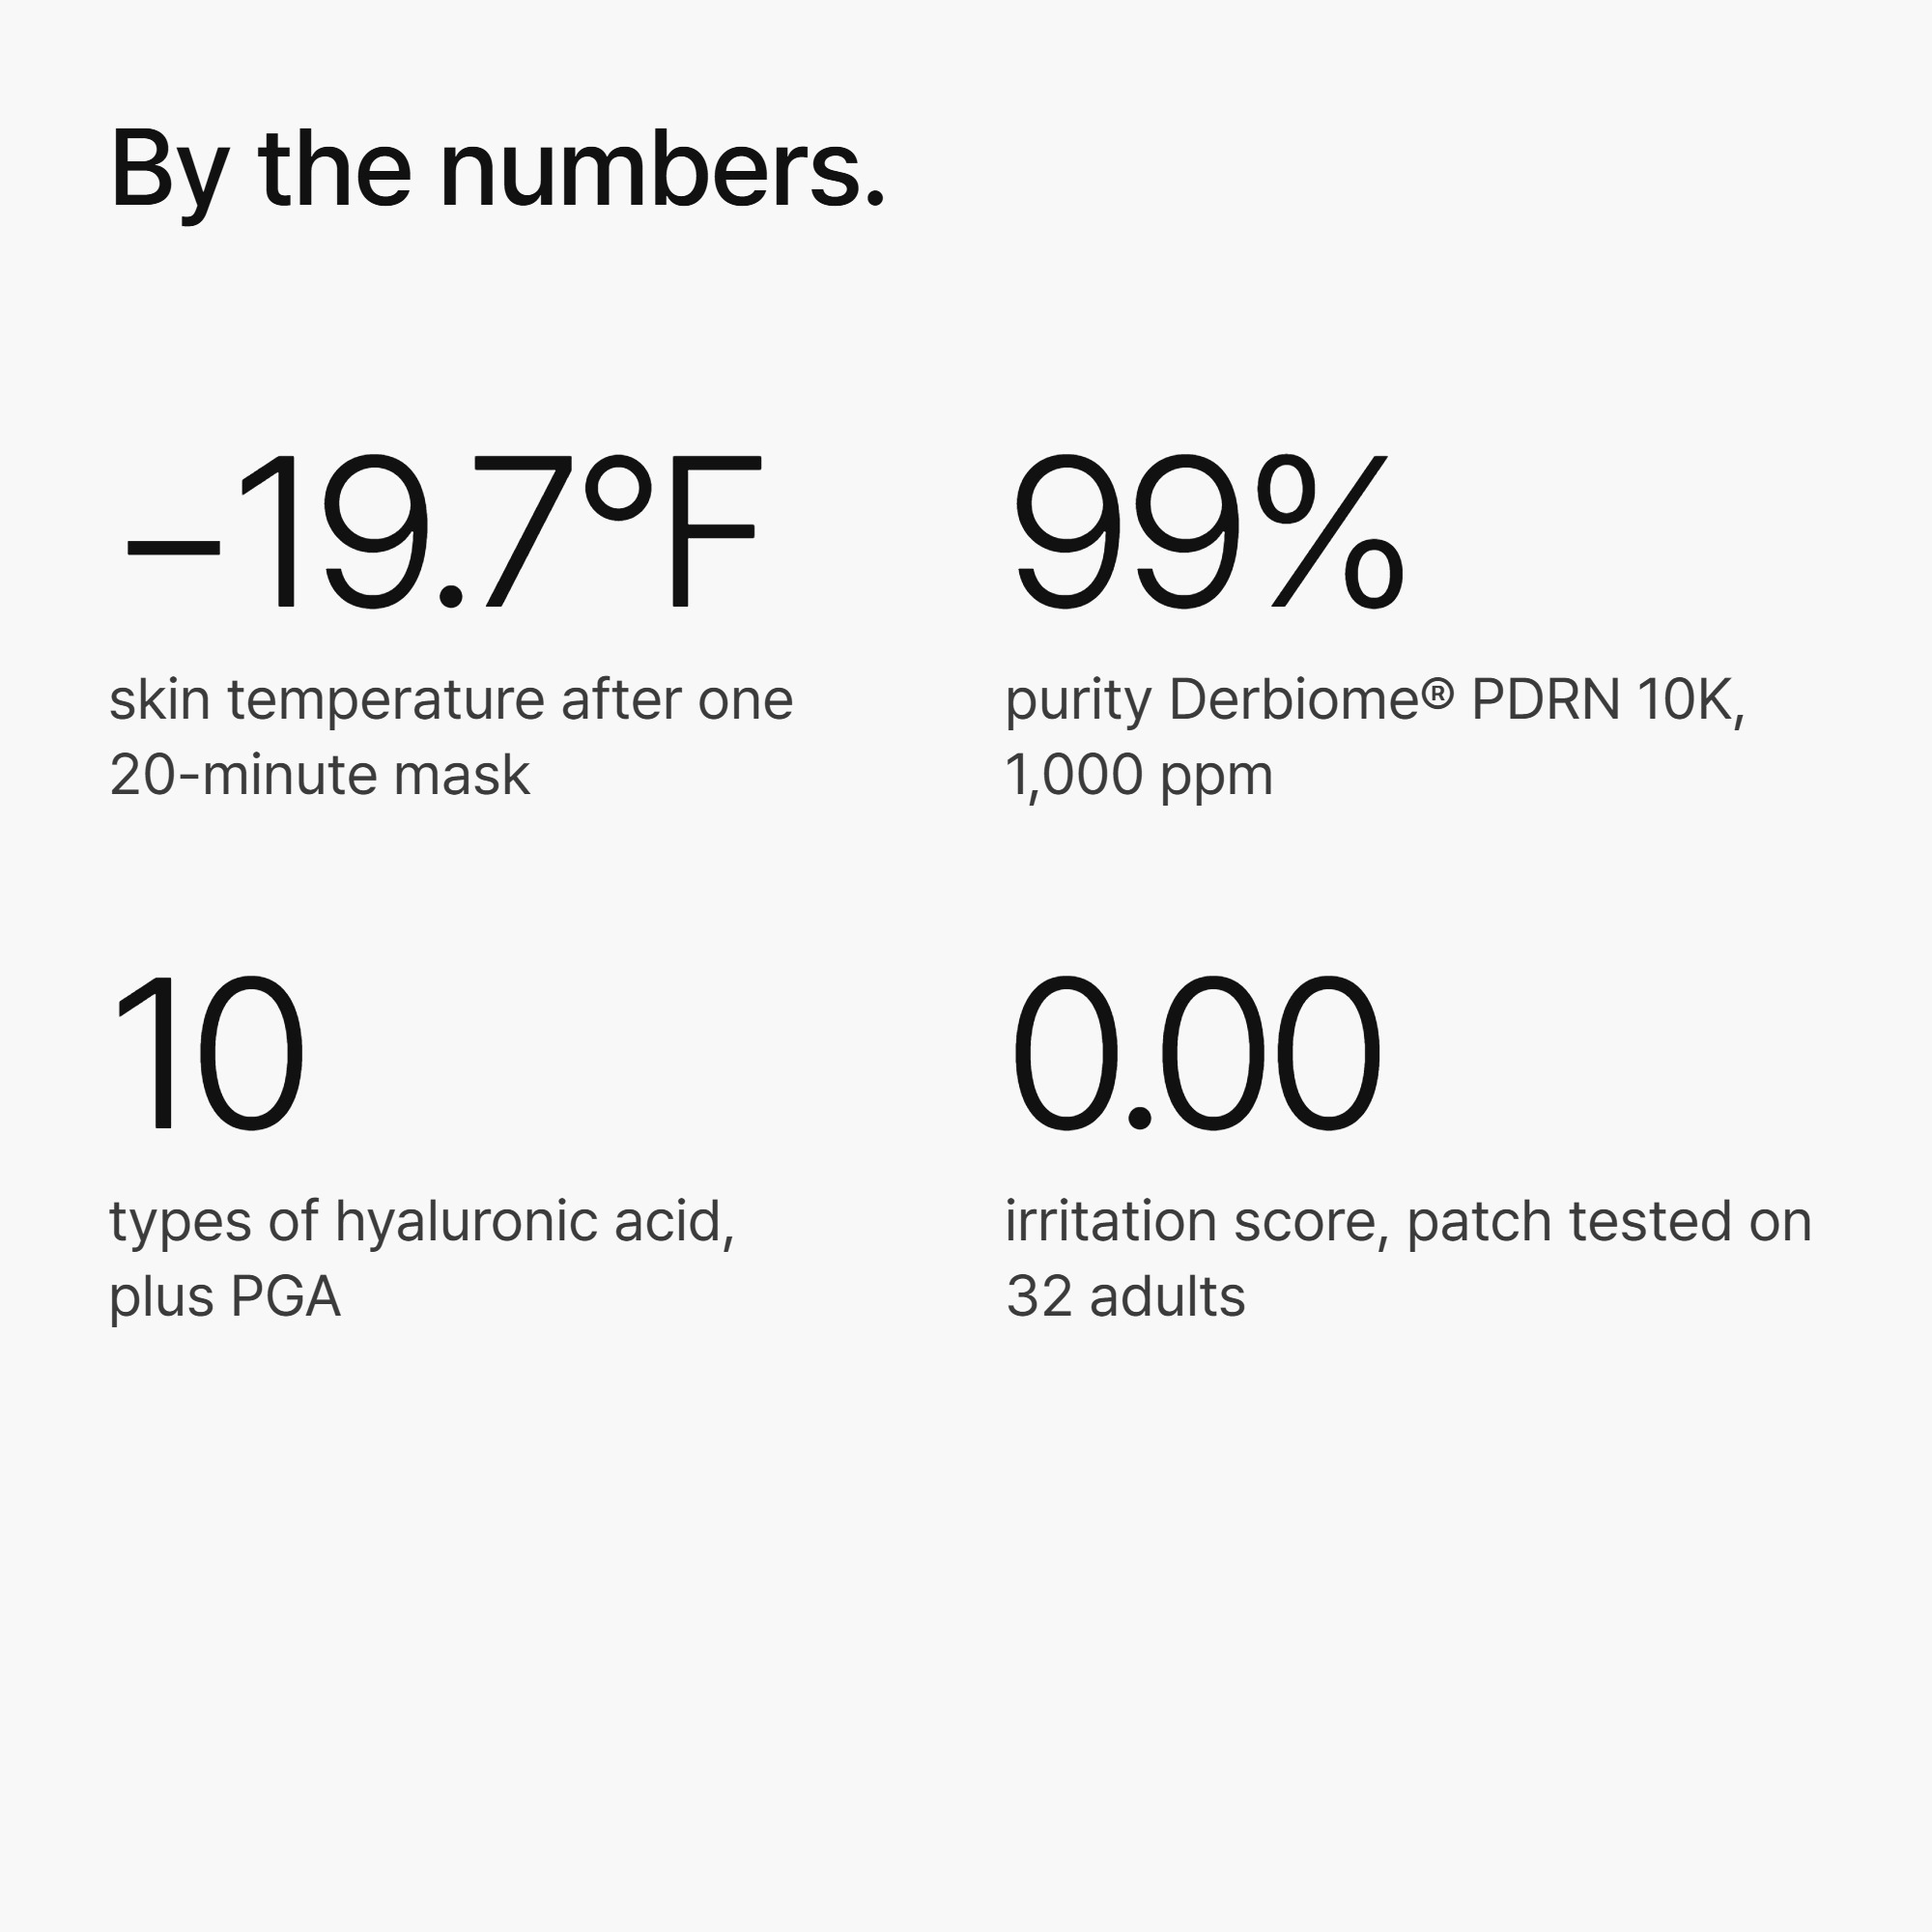 By the numbers.
–19.7°F
skin temperature after one
20-minute mask
99%
purity Derbiome® PDRN 10K,
1,000 ppm
10
types of hyaluronic acid,
plus PGA
0.00
irritation score, patch tested on
32 adults